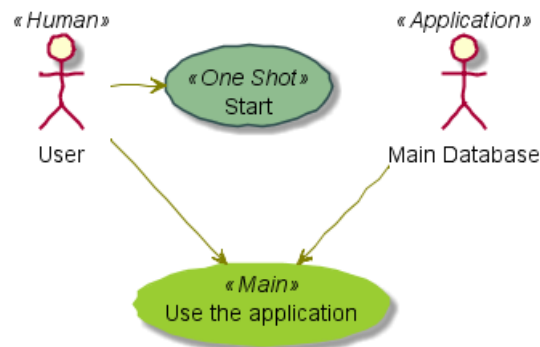 «Human»
«Application»
«One Shot»
Start
User
Main Database
«Main»
Use the application